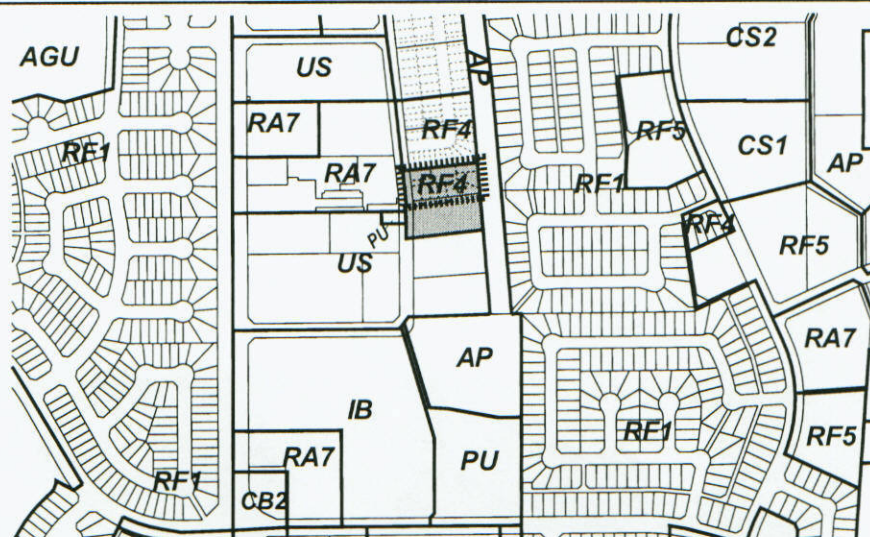 AGU
US
AP
CS2
RA7
RF4
RF5
CS1
RF1
RA7
RF4
RF1
AP
RF4
PU
US
RF5
RA7
AP
IB
RF1
RF5
RA7
PU
RF1
CB2